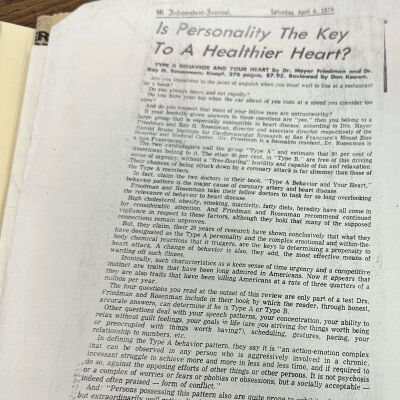 M6 Independent-Journal, Saturday, April 6, 1974
Is Personality The Key
To A Healthier Heart?
TYPE A BEHAVIOR AND YOUR HEART by Dr. Meyer Friedman and Dr.
Ray H. Rosenman; Knopf, 276 pages, $7.95. Reviewed by Don Keown.
Are you impatient to the point of anguish when you must wait in line at a restaurant
or a bank?
Do you always move and eat rapidly?
Do you blow your top when the car ahead of you runs at a speed you consider too
slow?
And do you suspect that most of your fellow men are untrustworthy?
If your heavily given answers to these questions are "yes," then you belong to a
large group that is especially susceptible to heart disease, according to Drs. Meyer
Friedman and Ray H. Rosenman, director and associate director respectively of the
Harold Brunn Institute for Cardiovascular Research at San Francisco's Mount Zion
Hospital and Medical Center. (Dr. Friedman is a Sausalito resident, Dr. Rosenman is
a San Franciscan.)
The two cardiologists call the group "Type A" and estimate that 60 per cent of
Americans belong to it. The other 40 per cent, in "Type B," are free of this driving
sense of urgency, without a "free-floating" hostility and capable of fun and relaxation.
Their chances of being struck down by a coronary attack is far slimmer than those of
the Type A members.
In fact, claim the two doctors in their book, "Type A Behavior and Your Heart,"
behavior pattern is the major cause of coronary artery and heart disease.
Friedman and Rosenman take their fellow doctors to task for so long overlooking
the relevance of behavior to heart disease.
High cholesterol, obesity, smoking, inactivity, fatty diets, heredity have all come in
for considerable attention. And Friedman and Rosenman recommend continued
vigilance in respect to these factors, although they hold that many of the supposed
connections remain unproven.
But, they claim, their 20 years of research have shown conclusively that what they
have designated as the Type A personality and the complex emotional and within-the-
body chemical reactions that it triggers, are the keys to determining a propensity to
heart attack. A change of behavior is also, they add, the most effective means of
warding off such illness.
Ironically, such characteristics as a keen sense of time urgency and a competitive
instinct are traits that have long been admired in Americans. Now it appears that
they are also traits that have been killing Americans at a rate of three quarters of a
million per year.
The four questions you read at the outset of this review are only part of a test Drs.
Friedman and Rosenman include in their book by which the reader, through honest,
accurate answers, can determine if he is Type A or Type B.
Other questions deal with your speech patterns, your concentration, your ability to
relax without guilt feelings, your goals in life (are you striving for things worth being
or preoccupied with things worth having?), scheduling, gestures, pacing, your
relationship to numbers, etc.
In defining the Type A behavior pattern, they say it is "an action-emotion complex
that can be observed in any person who is aggressively involved in a chronic,
incessant struggle to achieve more and more in less and less time, and if required to
do so, against the opposing efforts of other things or other persons. It is not psychosis
or a complex of worries or fears or phobias or obsessions, but a socially acceptable —
indeed often praised — form of conflict."
And: "Persons possessing this pattern also are quite prone to
but extraordinarily